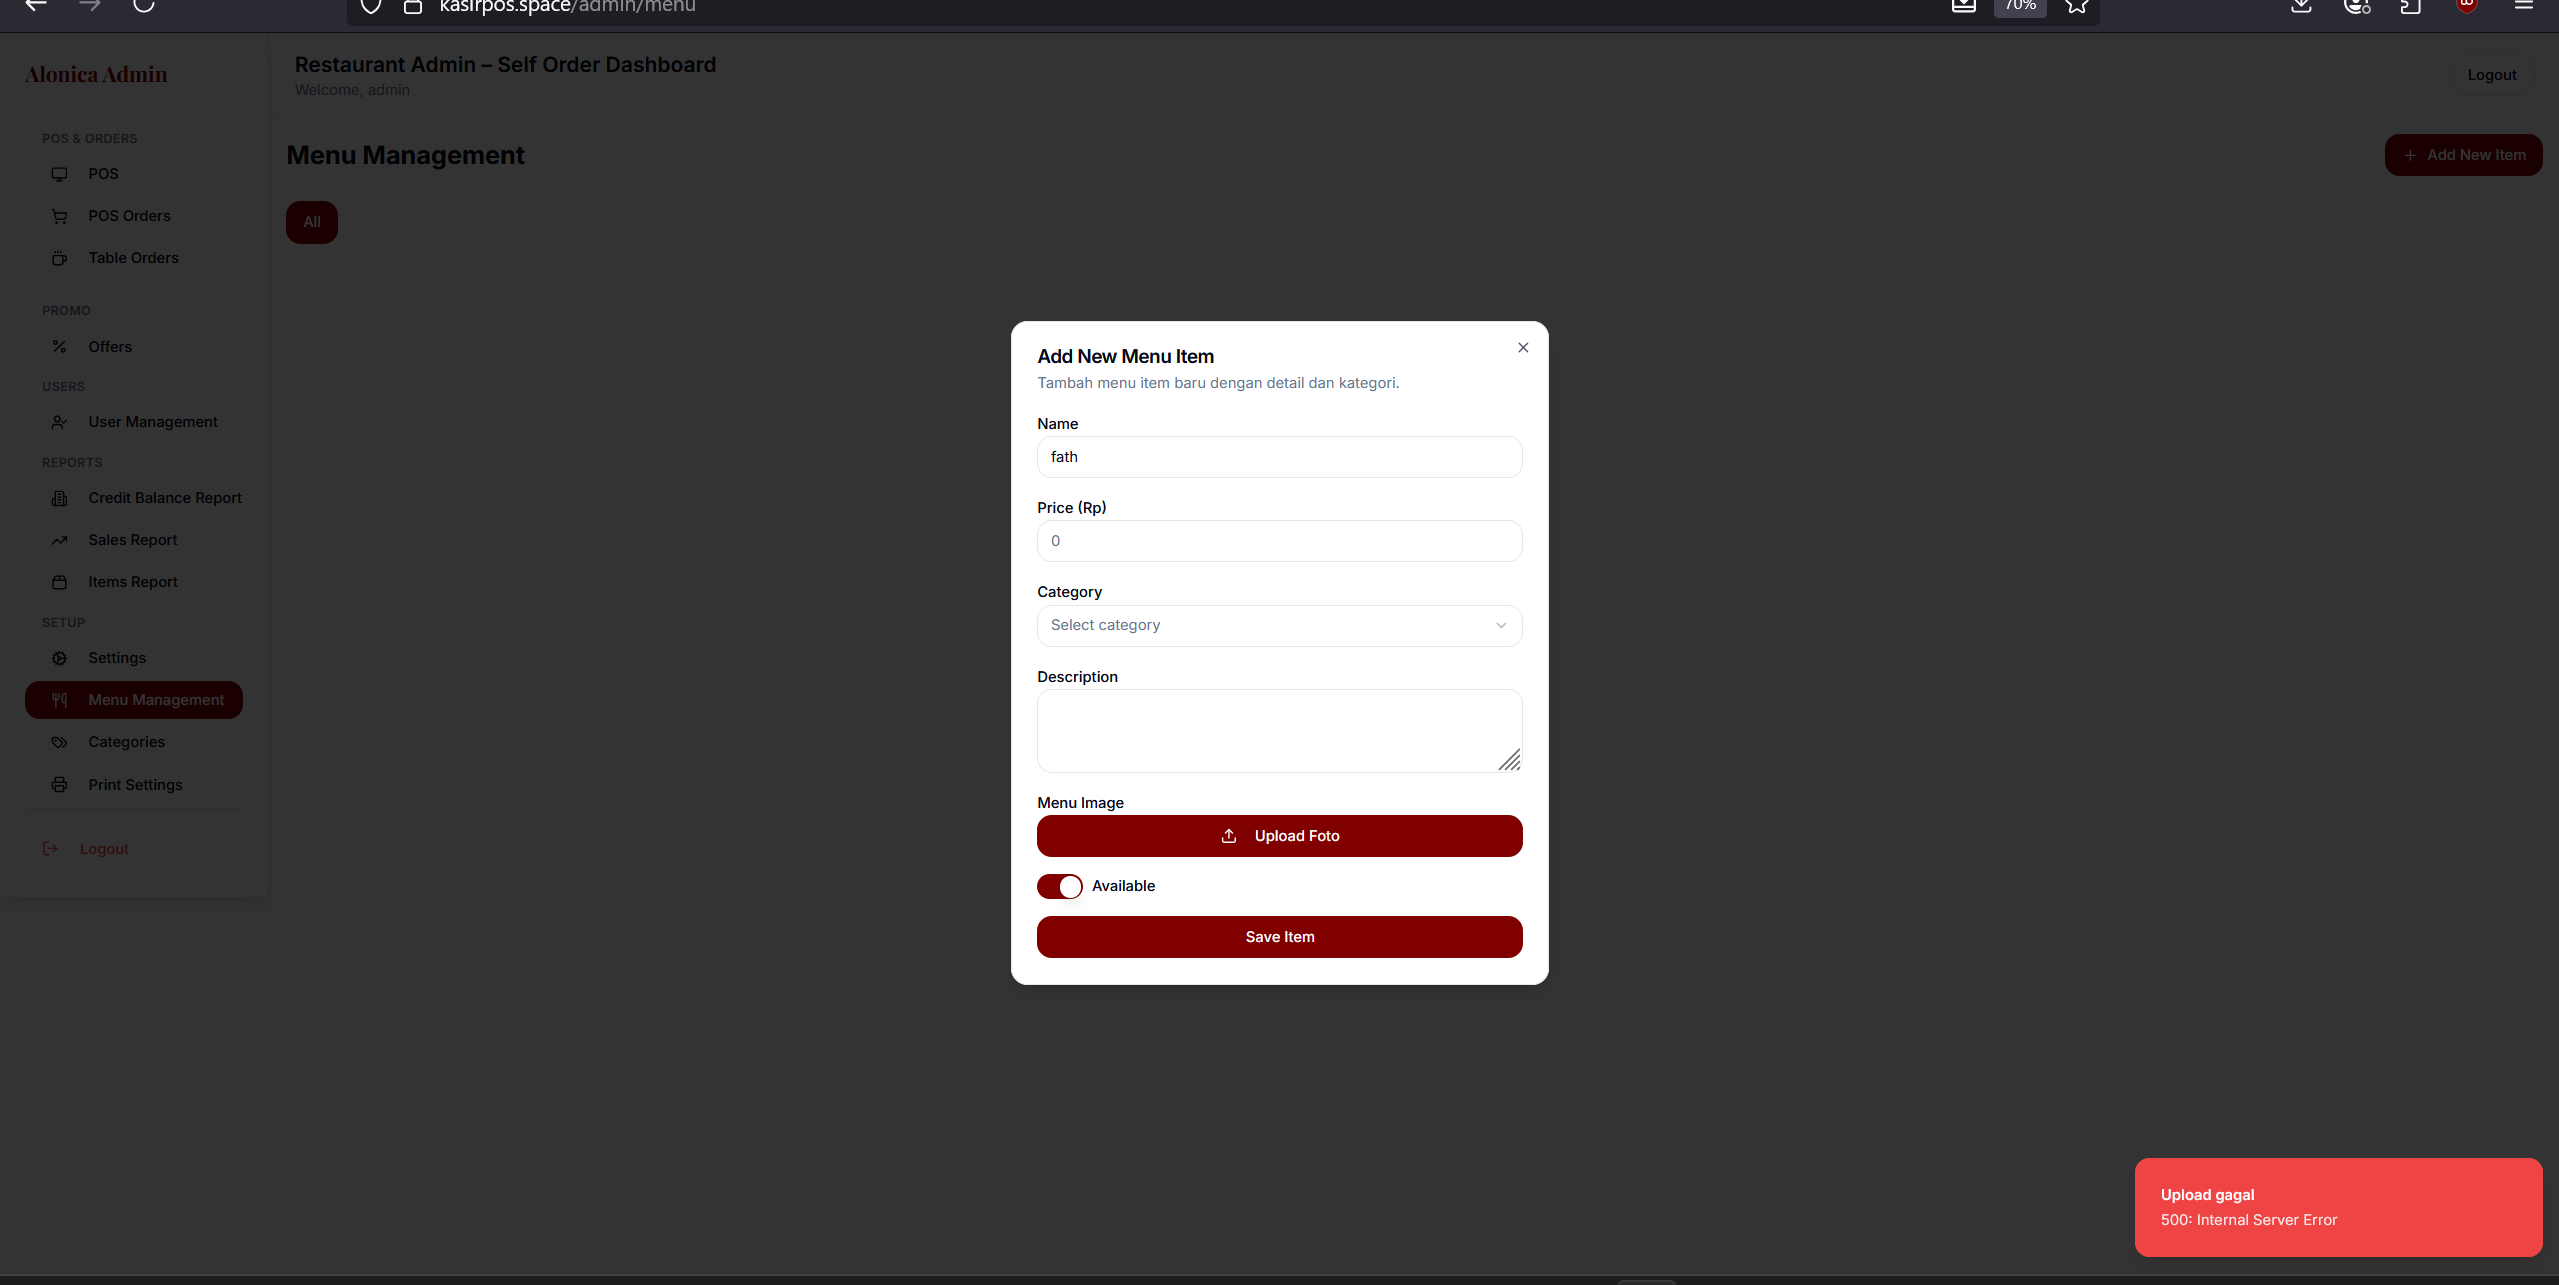 kasirpos.space/admin/menu
70%
Alonica Admin
Restaurant Admin – Self Order Dashboard
Welcome, admin
Logout
POS & ORDERS
POS
POS Orders
Table Orders
PROMO
Offers
USERS
User Management
REPORTS
Credit Balance Report
Sales Report
Items Report
SETUP
Settings
Menu Management
Categories
Print Settings
Logout
Menu Management
Add New Item
All
Add New Menu Item
Tambah menu item baru dengan detail dan kategori.
Name
fath
Price (Rp)
0
Category
Select category
Description
Menu Image
Upload Foto
Available
Save Item
Upload gagal
500: Internal Server Error